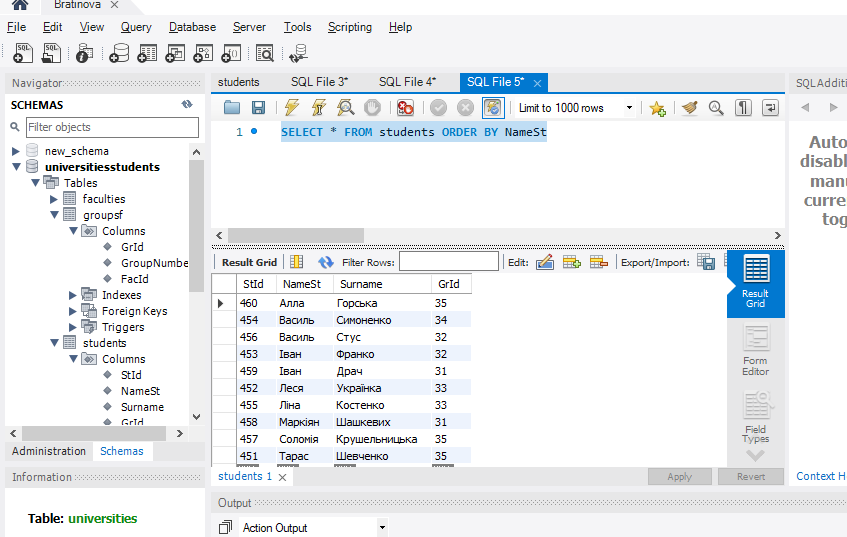 Bratinova
File Edit View Query Database Server Tools Scripting Help
Navigator
SCHEMAS
Filter objects
new_schema
universitiesstudents
Tables
faculties
groupsf
Columns
GrId
GroupNumbe
FacId
Indexes
Foreign Keys
Triggers
students
Columns
StId
NameSt
Surname
GrId
Administration Schemas
Information
Table: universities
students SQL File 3* SQL File 4* SQL File 5*
Limit to 1000 rows
1 SELECT * FROM students ORDER BY NameSt
Result Grid Filter Rows: Edit: Export/Import:
StId NameSt Surname GrId
460 Алла Горська 35
454 Василь Симоненко 34
456 Василь Стус 32
453 Іван Франко 32
459 Іван Драч 31
452 Леся Українка 33
455 Ліна Костенко 33
458 Маркіян Шашкевих 31
457 Соломія Крушельницька 35
451 Тарас Шевченко 35
Result
Grid
Form
Editor
Field
Types
students 1 Apply Revert
Output
Action Output
SQLAdditi
Auto
disabl
manu
curre
tog
Context H